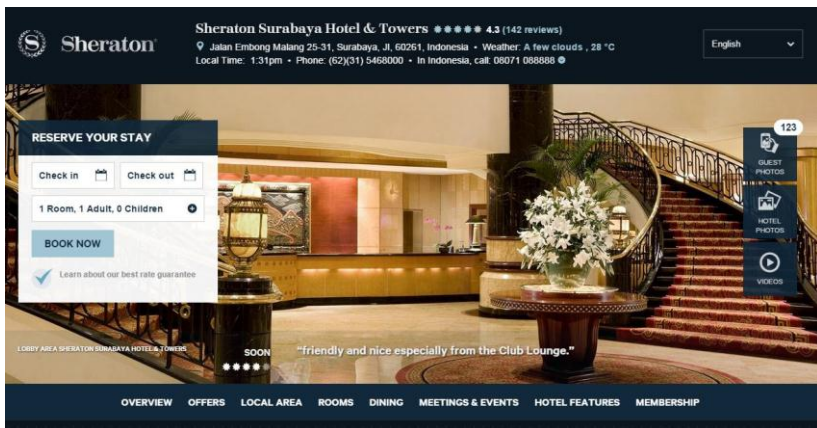 Sheraton
Sheraton Surabaya Hotel & Towers 4.3 (142 reviews)
Jalan Embong Malang 25-31, Surabaya, JI, 60261, Indonesia • Weather: A few clouds , 28 °C
Local Time: 1:31pm • Phone: (62)(31) 5468000 • In Indonesia, call: 08071 088888
English
RESERVE YOUR STAY
Check in Check out
1 Room, 1 Adult, 0 Children
BOOK NOW
Learn about our best rate guarantee
123
GUEST
PHOTOS
HOTEL
PHOTOS
VIDEOS
LOBBY AREA SHERATON SURABAYA HOTEL & TOWERS
SOON
"friendly and nice especially from the Club Lounge."
OVERVIEW OFFERS LOCAL AREA ROOMS DINING MEETINGS & EVENTS HOTEL FEATURES MEMBERSHIP